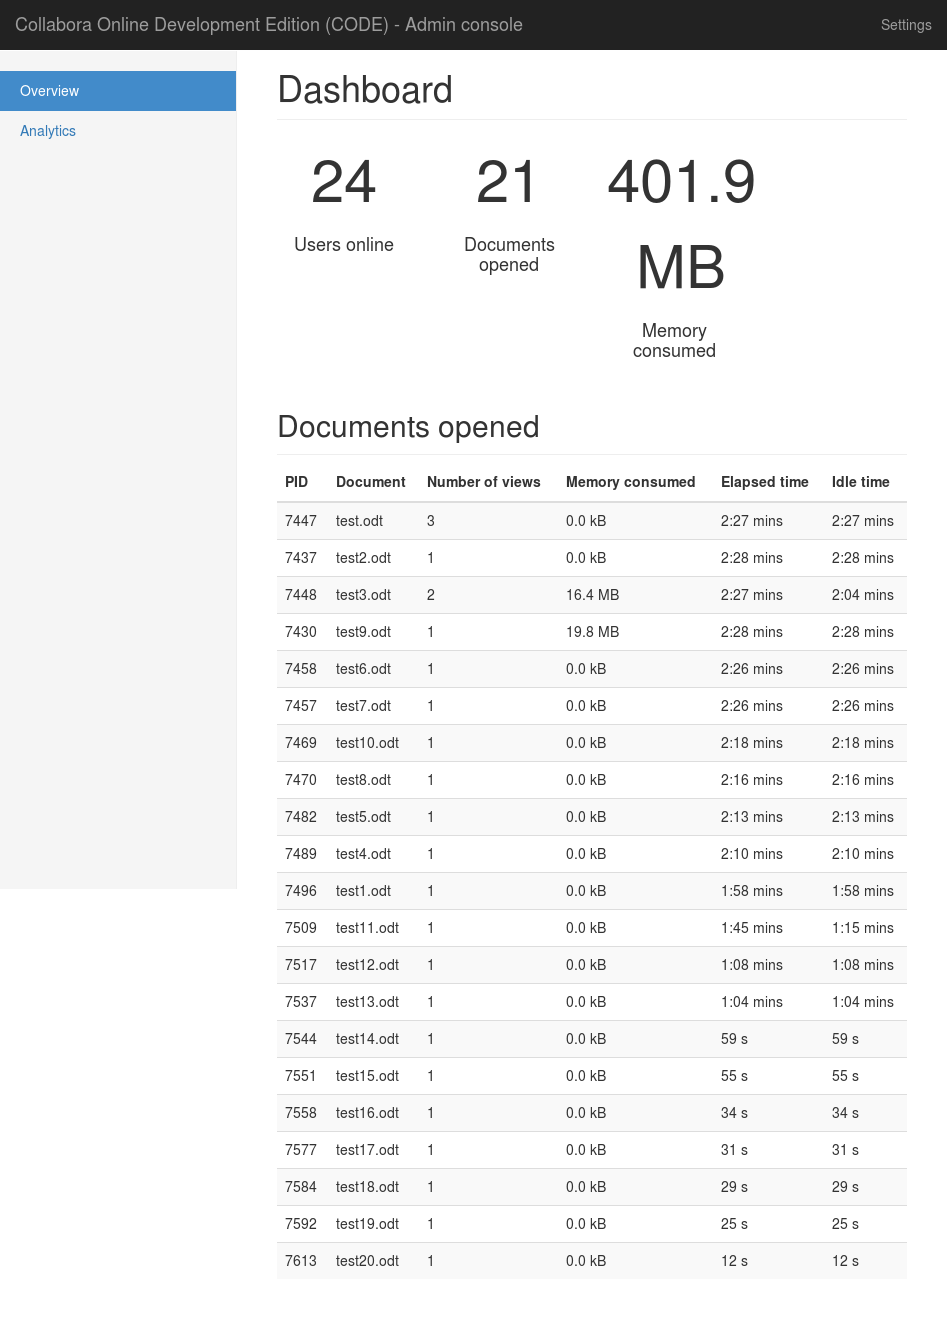 Collabora Online Development Edition (CODE) - Admin console Settings
Overview
Analytics
Dashboard
24 21 401.9
MB
Users online Documents
opened
Memory
consumed
Documents opened
PID Document Number of views Memory consumed Elapsed time Idle time
7447 test.odt 3 0.0 kB 2:27 mins 2:27 mins
7437 test2.odt 1 0.0 kB 2:28 mins 2:28 mins
7448 test3.odt 2 16.4 MB 2:27 mins 2:04 mins
7430 test9.odt 1 19.8 MB 2:28 mins 2:28 mins
7458 test6.odt 1 0.0 kB 2:26 mins 2:26 mins
7457 test7.odt 1 0.0 kB 2:26 mins 2:26 mins
7469 test10.odt 1 0.0 kB 2:18 mins 2:18 mins
7470 test8.odt 1 0.0 kB 2:16 mins 2:16 mins
7482 test5.odt 1 0.0 kB 2:13 mins 2:13 mins
7489 test4.odt 1 0.0 kB 2:10 mins 2:10 mins
7496 test1.odt 1 0.0 kB 1:58 mins 1:58 mins
7509 test11.odt 1 0.0 kB 1:45 mins 1:15 mins
7517 test12.odt 1 0.0 kB 1:08 mins 1:08 mins
7537 test13.odt 1 0.0 kB 1:04 mins 1:04 mins
7544 test14.odt 1 0.0 kB 59 s 59 s
7551 test15.odt 1 0.0 kB 55 s 55 s
7558 test16.odt 1 0.0 kB 34 s 34 s
7577 test17.odt 1 0.0 kB 31 s 31 s
7584 test18.odt 1 0.0 kB 29 s 29 s
7592 test19.odt 1 0.0 kB 25 s 25 s
7613 test20.odt 1 0.0 kB 12 s 12 s